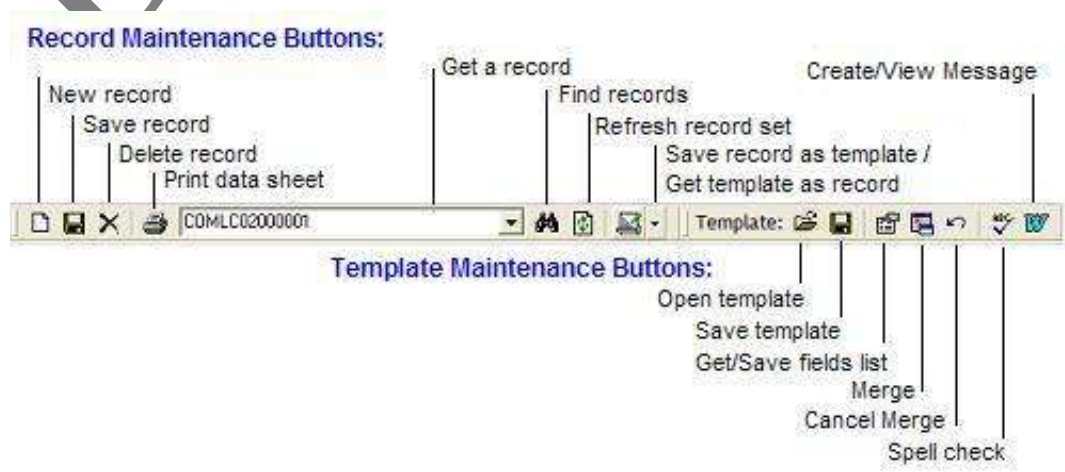 Record Maintenance Buttons:
New record
Save record
Delete record
Print data sheet
Get a record
Find records
Refresh record set
Save record as template /
Get template as record
Create/View Message
COMLC02000001
Template:
Template Maintenance Buttons:
Open template
Save template
Get/Save fields list
Merge
Cancel Merge
Spell check